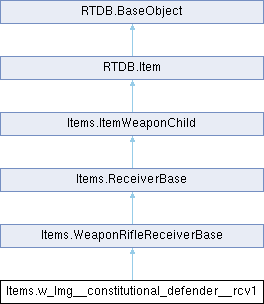 RTDB.BaseObject
RTDB.Item
Items.ItemWeaponChild
Items.ReceiverBase
Items.WeaponRifleReceiverBase
Items.w_lmg__constitutional_defender__rcv1